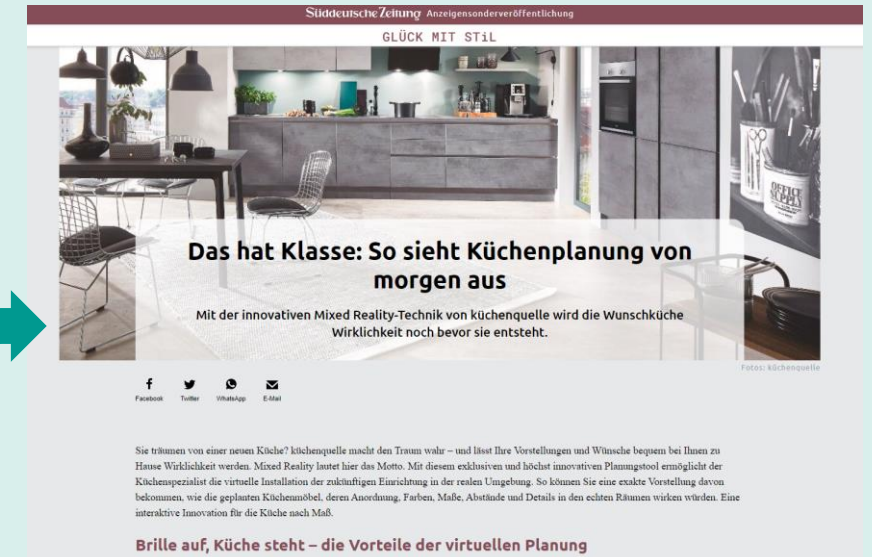 Süddeutsche Zeitung Anzeigensonderveröffentlichung
GLÜCK MIT STiL
OFFICE
SUPPLY
Das hat Klasse: So sieht Küchenplanung von
morgen aus
Mit der innovativen Mixed Reality-Technik von küchenquelle wird die Wunschküche
Wirklichkeit noch bevor sie entsteht.
Fotos: küchenquelle
Facebook Twitter WhatsApp E-Mail
Sie träumen von einer neuen Küche? küchenquelle macht den Traum wahr – und lässt Ihre Vorstellungen und Wünsche bequem bei Ihnen zu
Hause Wirklichkeit werden. Mixed Reality lautet hier das Motto. Mit diesem exklusiven und höchst innovativen Planungstool ermöglicht der
Küchenspezialist die virtuelle Installation der zukünftigen Einrichtung in der realen Umgebung. So können Sie eine exakte Vorstellung davon
bekommen, wie die geplanten Küchenmöbel, deren Anordnung, Farben, Maße, Abstände und Details in den echten Räumen wirken würden. Eine
interaktive Innovation für die Küche nach Maß.
Brille auf, Küche steht – die Vorteile der virtuellen Planung